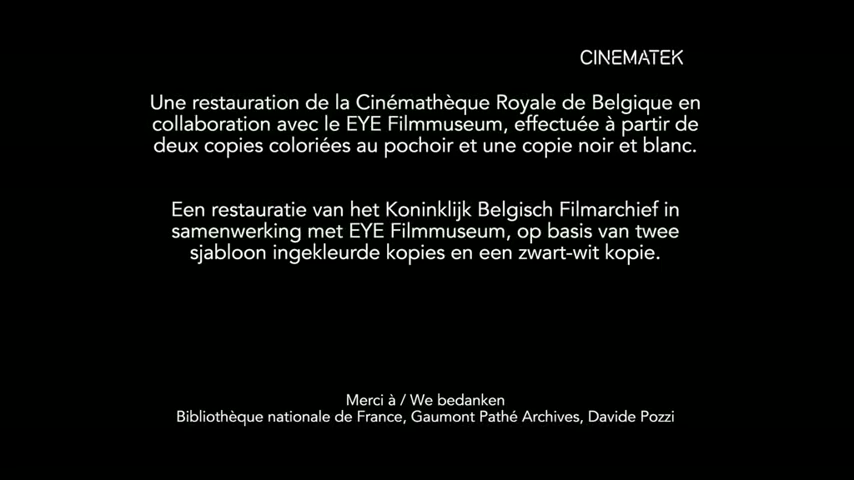 CINEMATEK
Une restauration de la Cinémathèque Royale de Belgique en
collaboration avec le EYE Filmmuseum, effectuée à partir de
deux copies coloriées au pochoir et une copie noir et blanc.
Een restauratie van het Koninklijk Belgisch Filmarchief in
samenwerking met EYE Filmmuseum, op basis van twee
sjabloon ingekleurde kopies en een zwart-wit kopie.
Merci à / We bedanken
Bibliothèque nationale de France, Gaumont Pathé Archives, Davide Pozzi